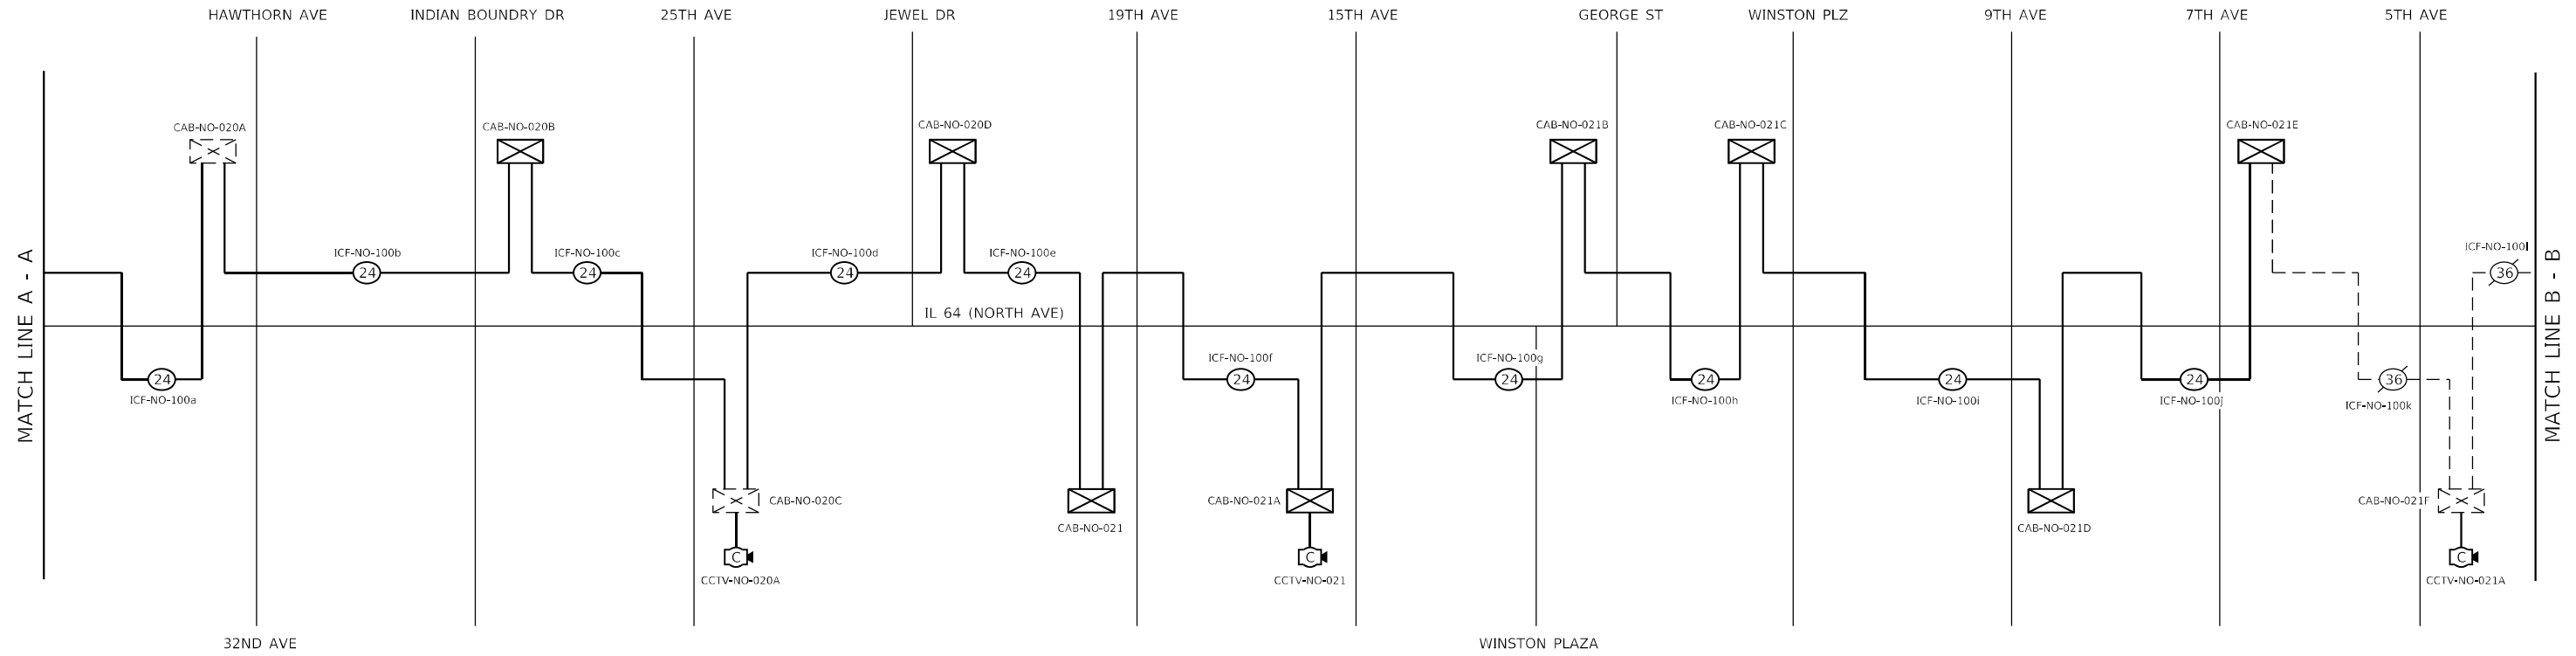 HAWTHORN AVE
INDIAN BOUNDRY DR
25TH AVE
JEWEL DR
19TH AVE
15TH AVE
GEORGE ST
WINSTON PLZ
9TH AVE
7TH AVE
5TH AVE
CAB-NO-020A
CAB-NO-020B
CAB-NO-020D
CAB-NO-021B
CAB-NO-021C
CAB-NO-021E
MATCH LINE A - A
ICF-NO-100b
24
ICF-NO-100c
24
ICF-NO-100d
24
ICF-NO-100e
24
ICF-NO-100l
36
MATCH LINE B - B
IL 64 (NORTH AVE)
24
ICF-NO-100a
ICF-NO-100f
24
ICF-NO-100g
24
24
ICF-NO-100h
24
ICF-NO-100i
24
ICF-NO-100j
36
ICF-NO-100k
CAB-NO-020C
CAB-NO-021
CAB-NO-021A
CAB-NO-021D
CAB-NO-021F
C
CCTV-NO-020A
C
CCTV-NO-021
C
CCTV-NO-021A
32ND AVE
WINSTON PLAZA